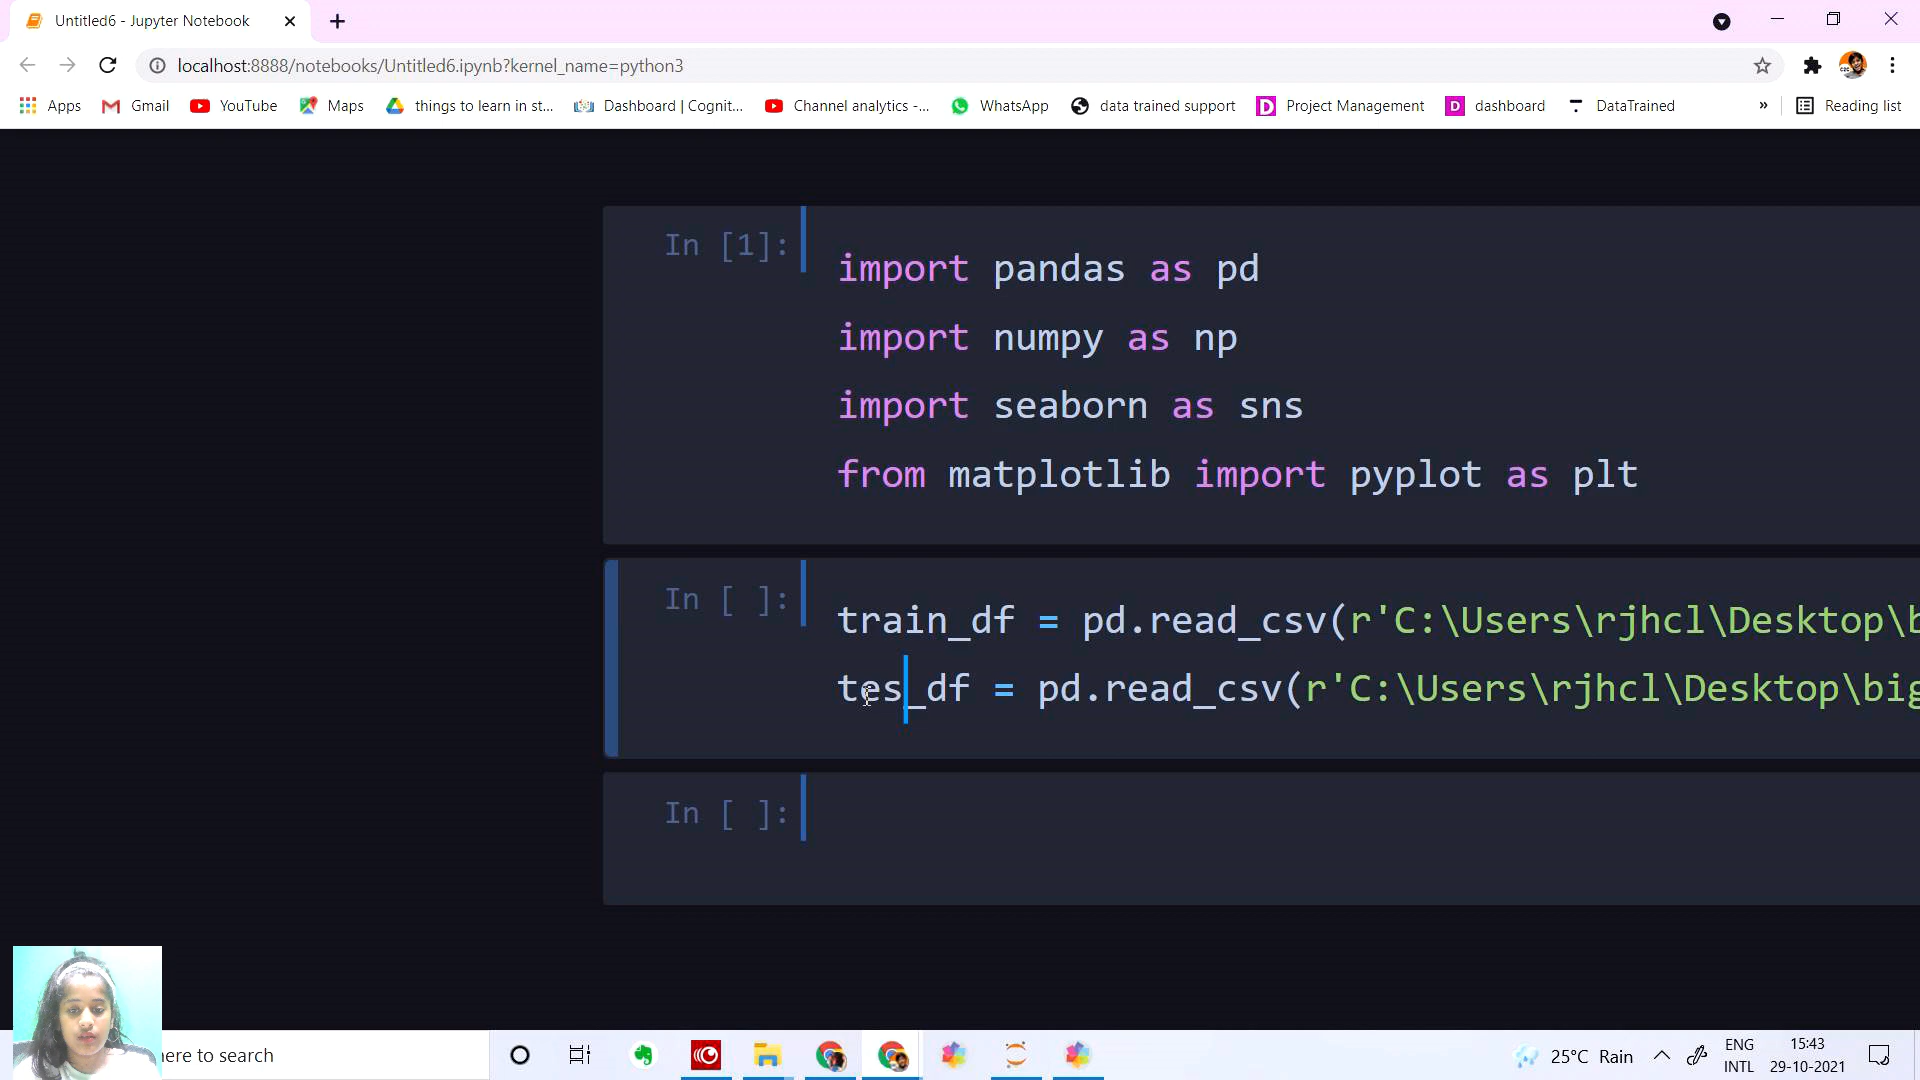 Untitled6 - Jupyter Notebook
localhost:8888/notebooks/Untitled6.ipynb?kernel_name=python3
Apps Gmail YouTube Maps things to learn in st... Dashboard | Cognit... Channel analytics -... WhatsApp data trained support Project Management dashboard DataTrained » Reading list
In [1]:
import pandas as pd
import numpy as np
import seaborn as sns
from matplotlib import pyplot as plt
In [ ]:
train_df = pd.read_csv(r'C:\Users\rjhcl\Desktop\b
tes_df = pd.read_csv(r'C:\Users\rjhcl\Desktop\big
In [ ]:
here to search
25°C Rain
ENG
INTL
15:43
29-10-2021